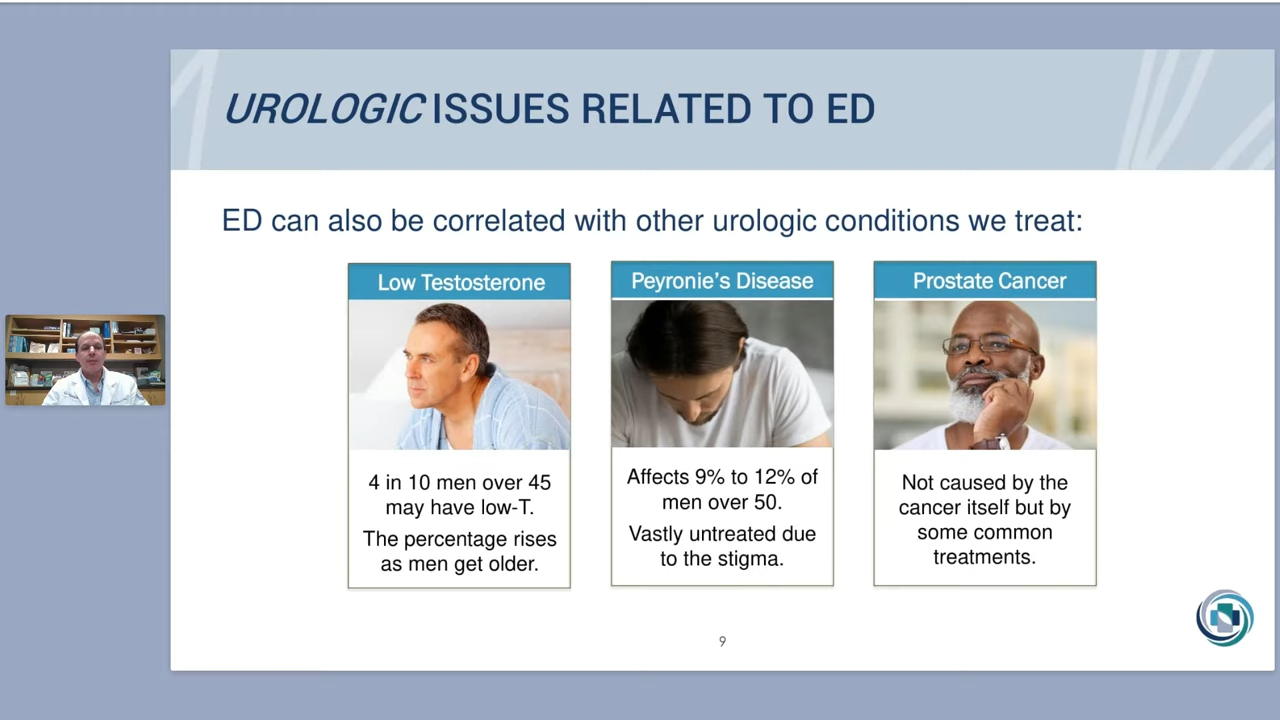 UROLOGIC ISSUES RELATED TO ED
ED can also be correlated with other urologic conditions we treat:
Low Testosterone
4 in 10 men over 45
may have low-T.
The percentage rises
as men get older.
Peyronie's Disease
Affects 9% to 12% of
men over 50.
Vastly untreated due
to the stigma.
Prostate Cancer
Not caused by the
cancer itself but by
some common
treatments.
9